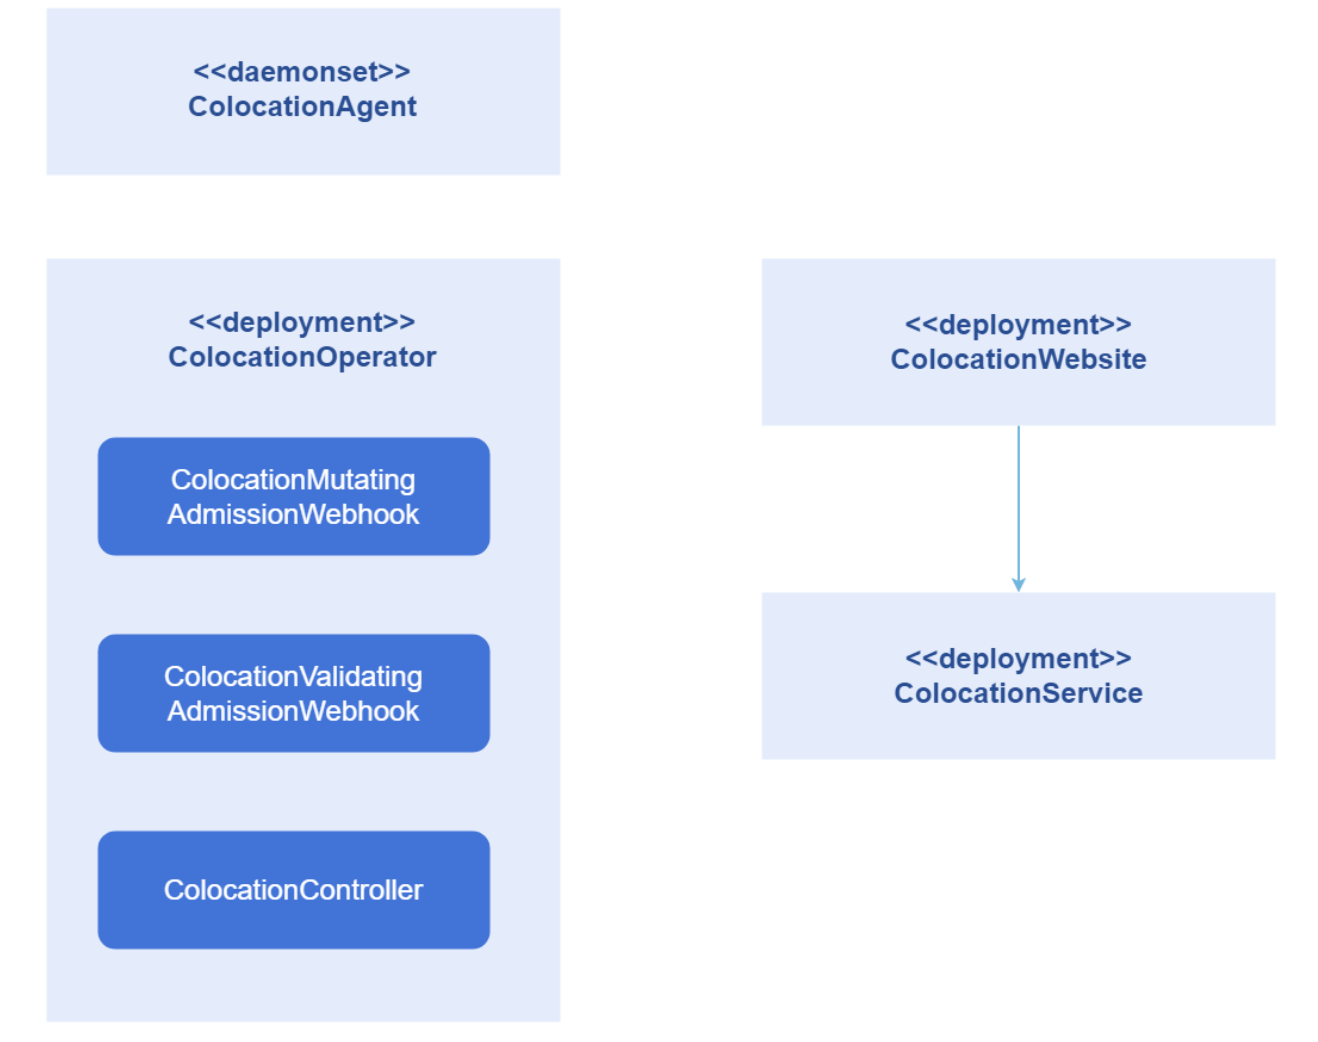 <<daemonset>>
ColocationAgent
<<deployment>>
ColocationOperator
ColocationMutating
AdmissionWebhook
ColocationValidating
AdmissionWebhook
ColocationController
<<deployment>>
ColocationWebsite
<<deployment>>
ColocationService